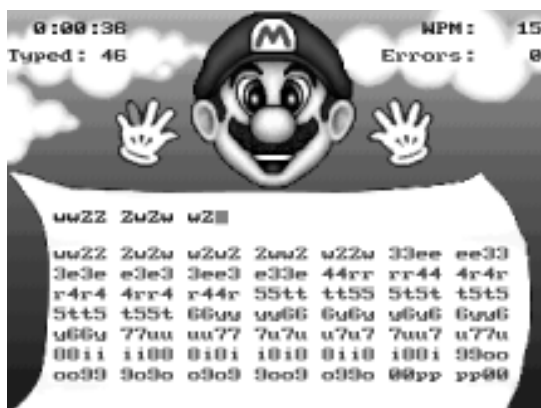 0:00:36 WPM: 15
Typed: 46 Errors: 0
M
ww22 2w2w w2
ww22 2w2w w2w2 2ww2 w22w 33ee ee33
3e3e e3e3 3ee3 e33e 44rr rr44 4r4r
r4r4 4rr4 r44r 55tt tt55 5t5t t5t5
5tt5 t55t 66yy yy66 6y6y y6y6 6yy6
y66y 77uu uu77 7u7u u7u7 7uu7 u77u
88ii ii88 8i8i i8i8 8ii8 i88i 99oo
oo99 9o9o o9o9 9oo9 o99o 00pp pp00